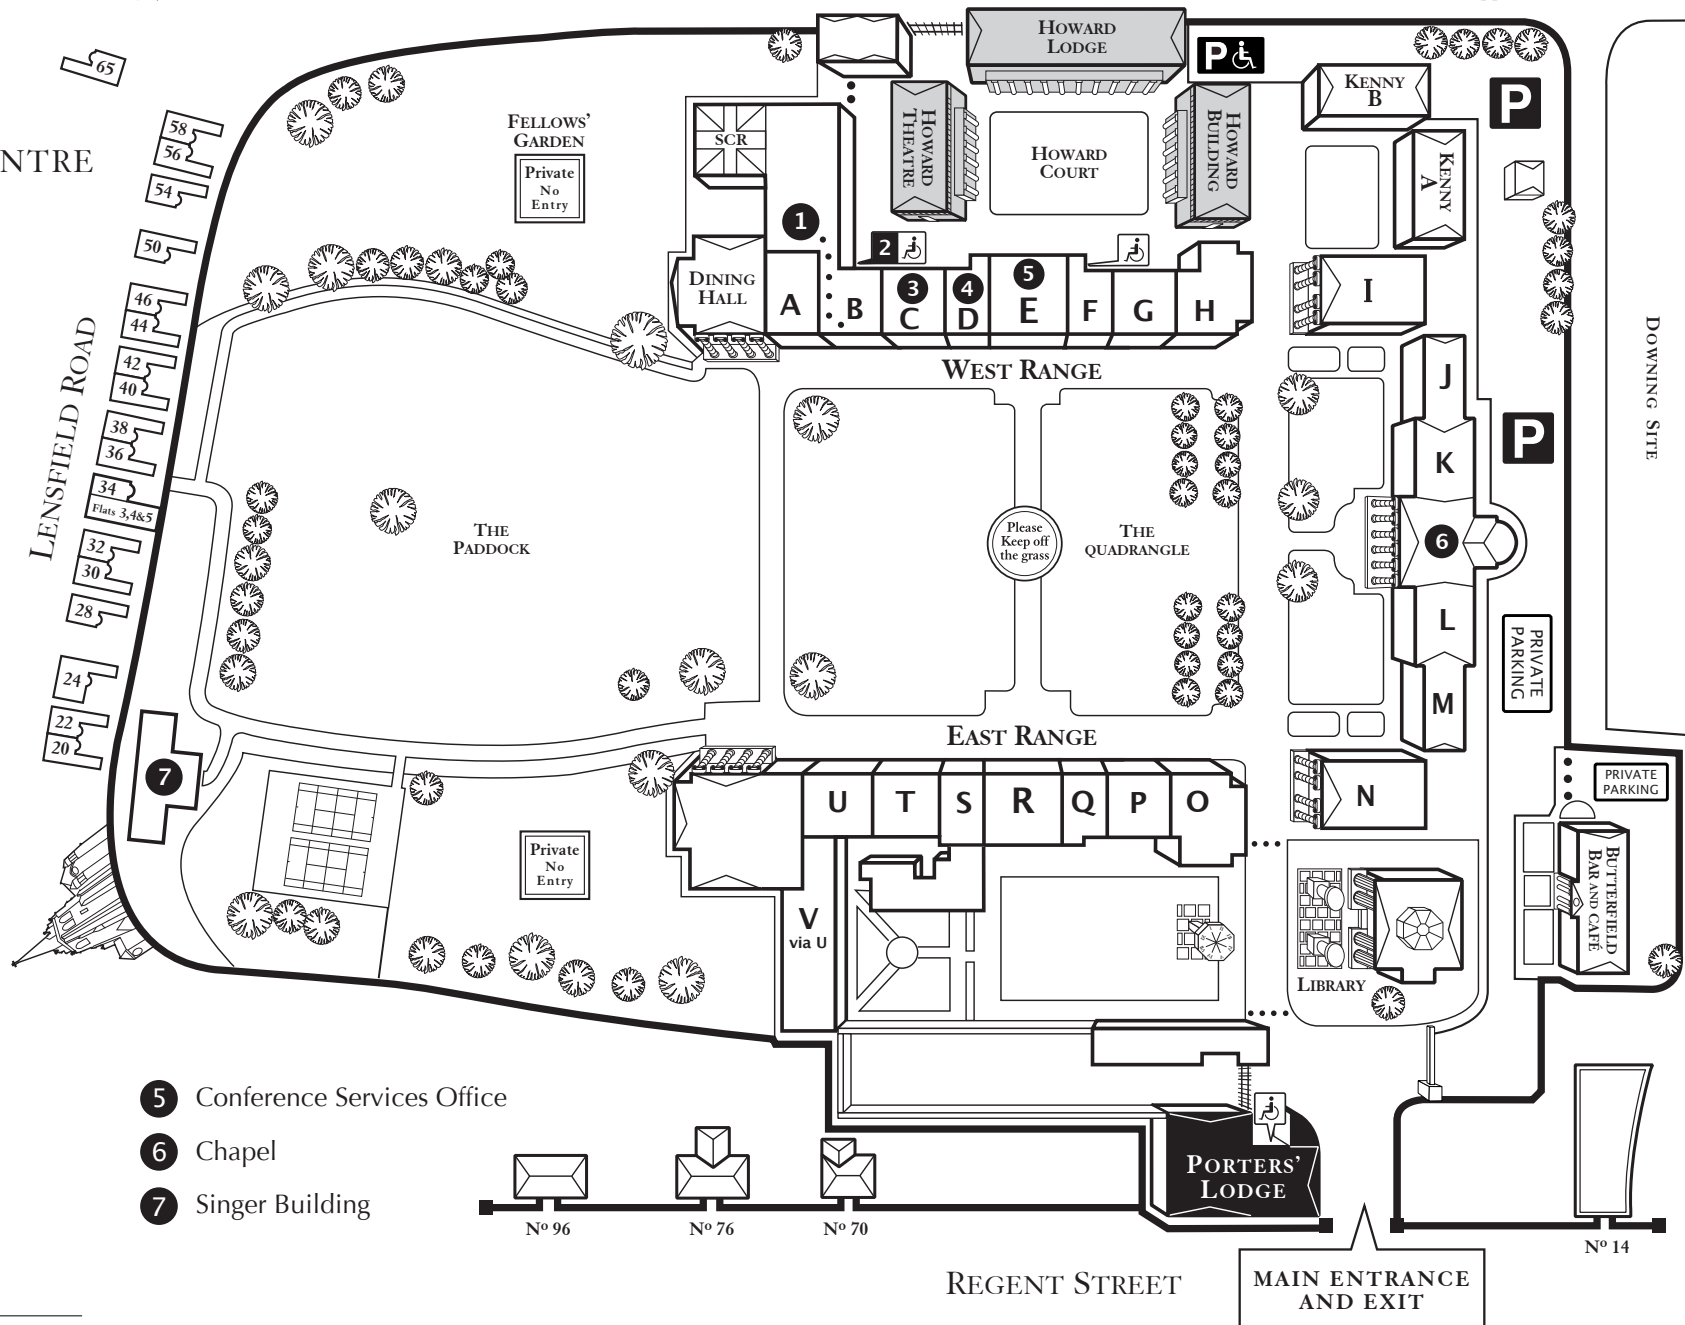 65
NTRE
58
56
54
50
46
44
42
40
38
36
34
Flats 3,4&5
32
30
28
24
22
20
LENSFIELD ROAD
FELLOWS'
GARDEN
Private
No
Entry
SCR
HOWARD
LODGE
P
HOWARD
THEATRE
HOWARD
COURT
HOWARD
BUILDING
KENNY
B
KENNY
A
P
1
2
DINING
HALL
A
B
3
C
4
D
5
E
F
G
H
I
WEST RANGE
J
K
P
6
L
M
DOWNING SITE
THE
PADDOCK
Please
Keep off
the grass
THE
QUADRANGLE
PRIVATE
PARKING
EAST RANGE
7
U
T
S
R
Q
P
O
N
PRIVATE
PARKING
Private
No
Entry
V
via U
LIBRARY
BUTTERFIELD
BAR AND CAFÉ
5 Conference Services Office
6 Chapel
7 Singer Building
PORTERS'
LODGE
Nº 96
Nº 76
Nº 70
Nº 14
REGENT STREET
MAIN ENTRANCE
AND EXIT